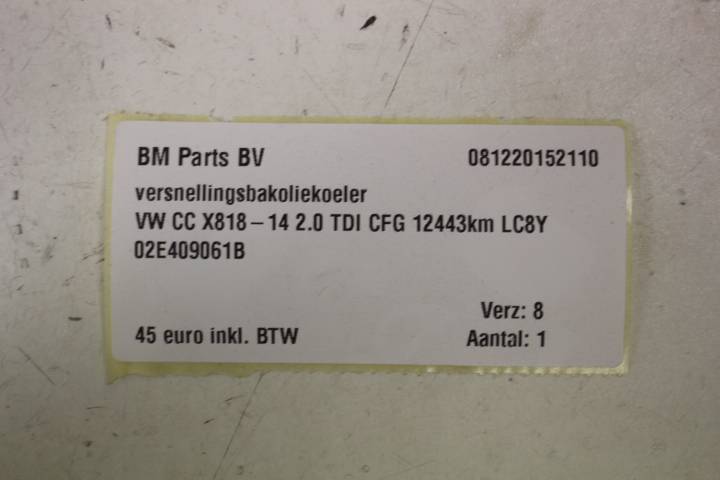 BM Parts BV 081220152110
versnellingsbakoliekoeler
VW CC X818-14 2.0 TDI CFG 12443km LC8Y
02E409061B
Verz: 8
45 euro inkl. BTW Aantal: 1